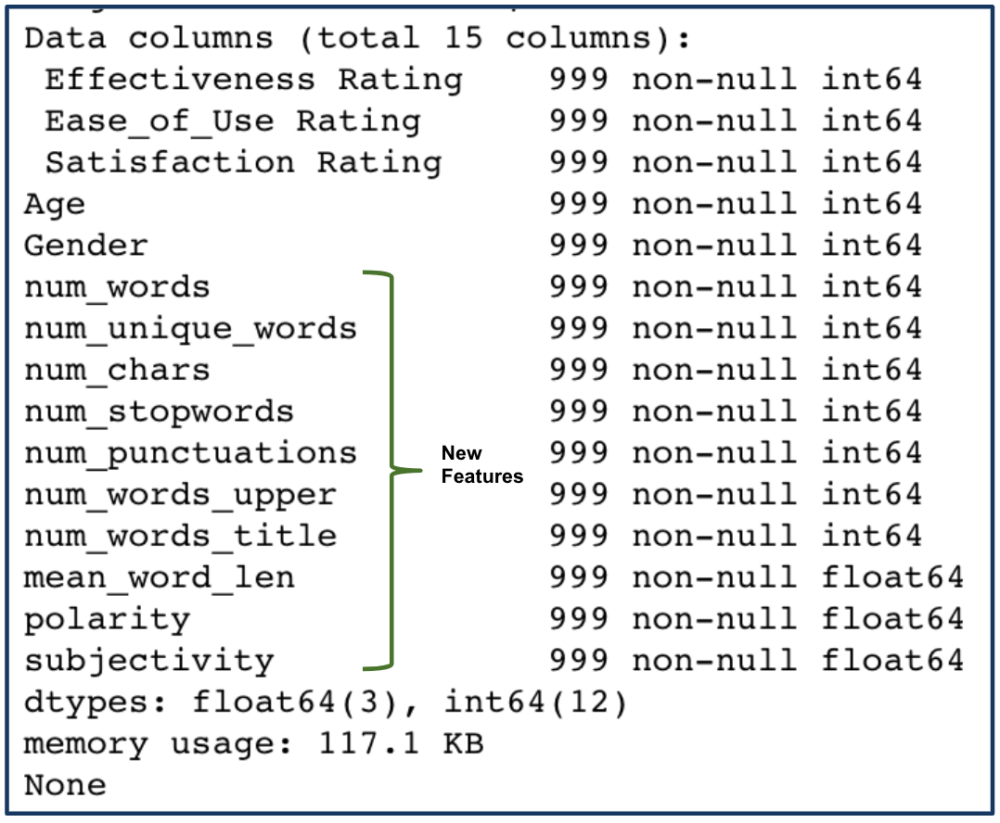 Data columns (total 15 columns):
 Effectiveness Rating    999 non-null int64
 Ease_of_Use Rating      999 non-null int64
 Satisfaction Rating     999 non-null int64
Age                      999 non-null int64
Gender                   999 non-null int64
num_words                999 non-null int64
num_unique_words         999 non-null int64
num_chars                999 non-null int64
num_stopwords            999 non-null int64
New
Features
num_punctuations         999 non-null int64
num_words_upper          999 non-null int64
num_words_title          999 non-null int64
mean_word_len            999 non-null float64
polarity                 999 non-null float64
subjectivity             999 non-null float64
dtypes: float64(3), int64(12)
memory usage: 117.1 KB
None